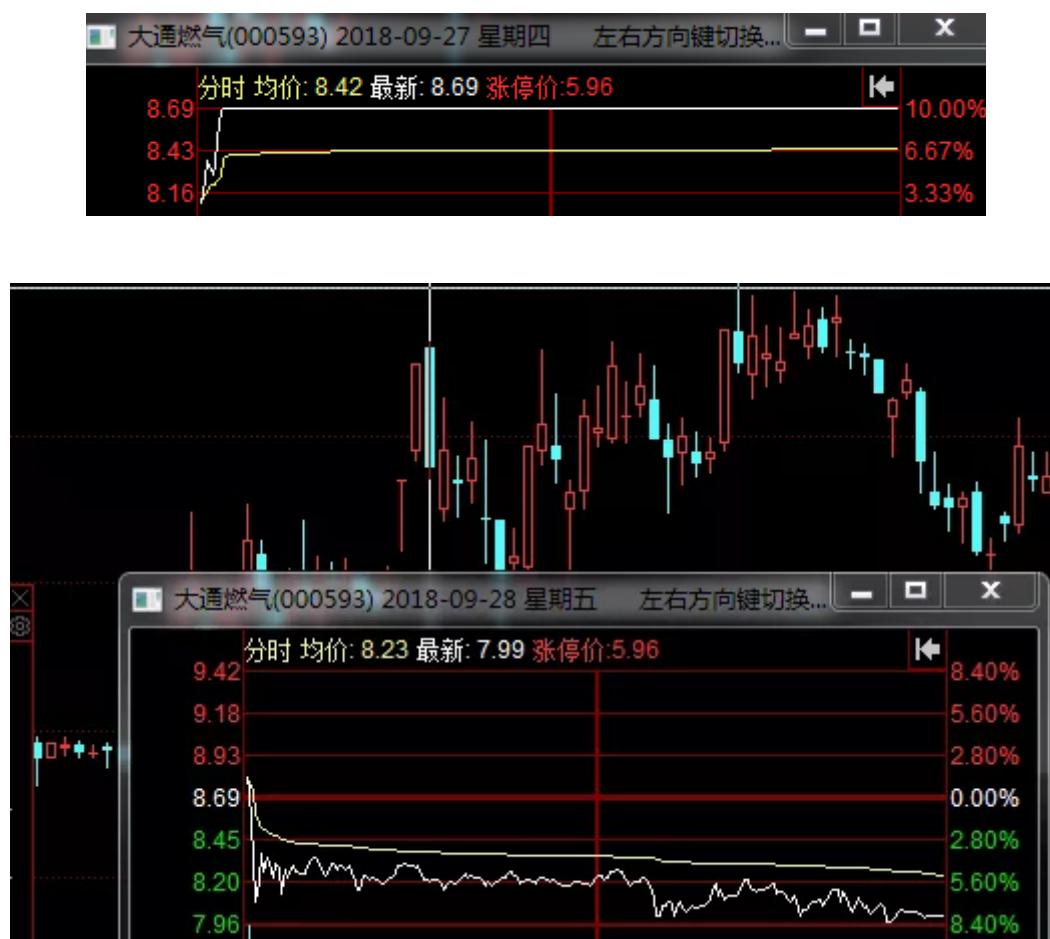 大通燃气(000593) 2018-09-27 星期四 左右方向键切换...
分时 均价: 8.42 最新: 8.69 涨停价:5.96
8.69 10.00%
8.43 6.67%
8.16 3.33%
大通燃气(000593) 2018-09-28 星期五 左右方向键切换...
分时 均价: 8.23 最新: 7.99 涨停价:5.96
9.42 8.40%
9.18 5.60%
8.93 2.80%
8.69 0.00%
8.45 2.80%
8.20 5.60%
7.96 8.40%